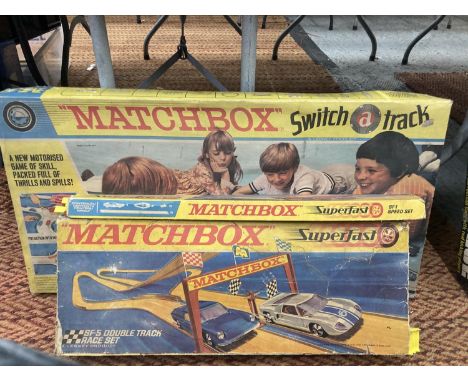 "MATCHBOX" Switch a track
A NEW MOTORISED
GAME OF SKILL...
PACKED FULL OF
THRILLS AND SPILLS!
MATCHBOX Superfast SF-1
SPEED SET
"MATCHBOX" Superfast
MATCHBOX
SF-5 DOUBLE TRACK
RACE SET